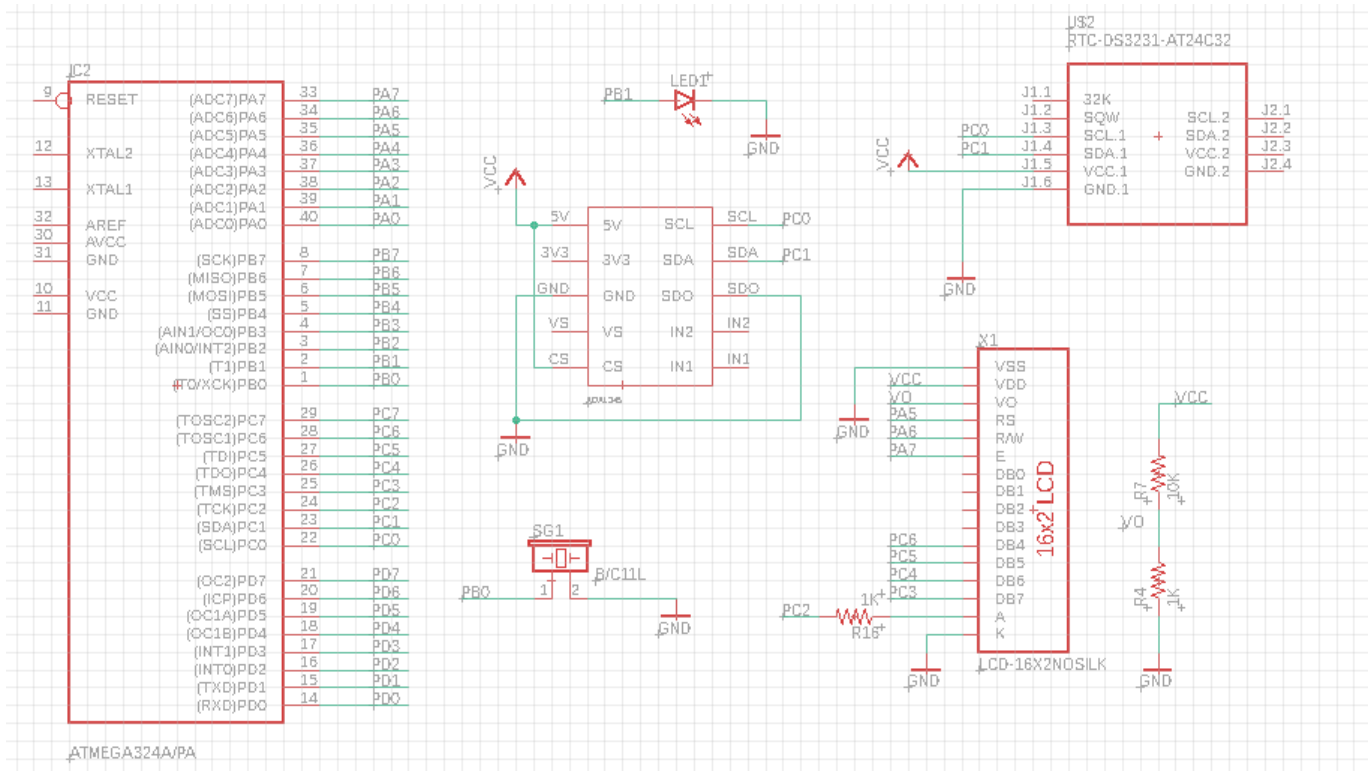 IC2
9
RESET
12
XTAL2
13
XTAL1
32
AREF
30
AVCC
31
GND
10
VCC
11
GND
(ADC7)PA7 33 PA7
(ADC6)PA6 34 PA6
(ADC5)PA5 35 PA5
(ADC4)PA4 36 PA4
(ADC3)PA3 37 PA3
(ADC2)PA2 38 PA2
(ADC1)PA1 39 PA1
(ADC0)PA0 40 PA0
(SCK)PB7 8 PB7
(MISO)PB6 7 PB6
(MOSI)PB5 6 PB5
(SS)PB4 5 PB4
(AIN1/OC0)PB3 4 PB3
(AIN0/INT2)PB2 3 PB2
(T1)PB1 2 PB1
(T0/XCK)PB0 1 PB0
(TOSC2)PC7 29 PC7
(TOSC1)PC6 28 PC6
(TDI)PC5 27 PC5
(TDO)PC4 26 PC4
(TMS)PC3 25 PC3
(TCK)PC2 24 PC2
(SDA)PC1 23 PC1
(SCL)PC0 22 PC0
(OC2)PD7 21 PD7
(ICP)PD6 20 PD6
(OC1A)PD5 19 PD5
(OC1B)PD4 18 PD4
(INT1)PD3 17 PD3
(INT0)PD2 16 PD2
(TXD)PD1 15 PD1
(RXD)PD0 14 PD0
ATMEGA324A/PA
LED1
PB1
GND
VCC
5V 5V SCL SCL PC0
3V3 3V3 SDA SDA PC1
GND GND SDO SDO
VS VS IN2 IN2
CS CS IN1 IN1
GND
SG1
B/C11L
PB0 1 2
GND
U$2
RTC-DS3231-AT24C32
J1.1 32K
J1.2 SQW SCL.2 J2.1
PC0 J1.3 SCL.1 SDA.2 J2.2
PC1 J1.4 SDA.1 VCC.2 J2.3
VCC J1.5 VCC.1 GND.2 J2.4
J1.6 GND.1
GND
X1
VSS
VCC VDD
VO VO
GND
PA5 RS
PA6 R/W
PA7 E
DB0
DB1
DB2
DB3
PC6 DB4
PC5 DB5
PC4 DB6
PC3 DB7
PC2 1K R16 A
K
GND
16x2 LCD
LCD-16X2NOSILK
VCC
R7 10K
VO
R4 1K
GND